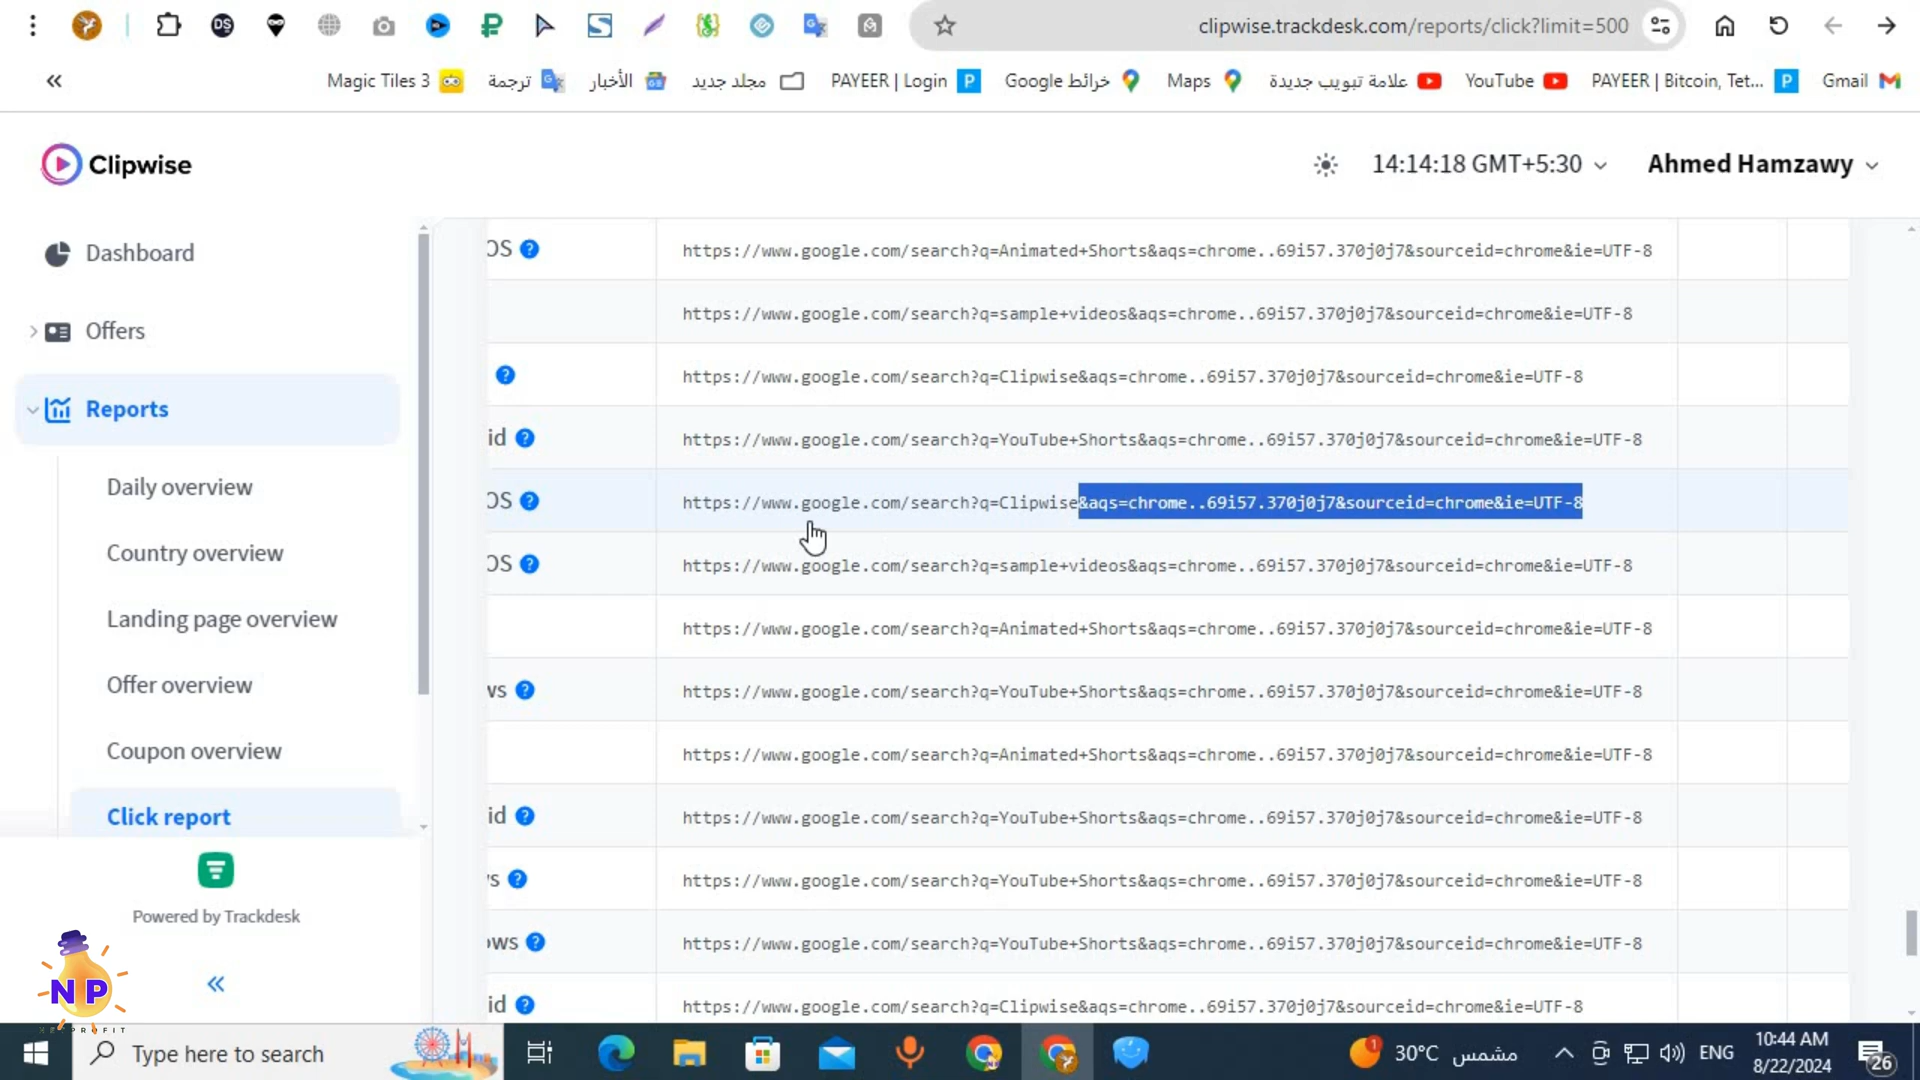 clipwise.trackdesk.com/reports/click?limit=500
Magic Tiles 3
ترجمة
الأخبار
مجلد جديد
PAYEER | Login
خرائط Google
Maps
علامة تبويب جديدة
YouTube
PAYEER | Bitcoin, Tet...
Gmail
Clipwise
14:14:18 GMT+5:30
Ahmed Hamzawy
Dashboard
Offers
Reports
Daily overview
Country overview
Landing page overview
Offer overview
Coupon overview
Click report
Powered by Trackdesk
OS https://www.google.com/search?q=Animated+Shorts&aqs=chrome..69i57.370j0j7&sourceid=chrome&ie=UTF-8
https://www.google.com/search?q=sample+videos&aqs=chrome..69i57.370j0j7&sourceid=chrome&ie=UTF-8
https://www.google.com/search?q=Clipwise&aqs=chrome..69i57.370j0j7&sourceid=chrome&ie=UTF-8
id https://www.google.com/search?q=YouTube+Shorts&aqs=chrome..69i57.370j0j7&sourceid=chrome&ie=UTF-8
OS https://www.google.com/search?q=Clipwise&aqs=chrome..69i57.370j0j7&sourceid=chrome&ie=UTF-8
OS https://www.google.com/search?q=sample+videos&aqs=chrome..69i57.370j0j7&sourceid=chrome&ie=UTF-8
https://www.google.com/search?q=Animated+Shorts&aqs=chrome..69i57.370j0j7&sourceid=chrome&ie=UTF-8
ws https://www.google.com/search?q=YouTube+Shorts&aqs=chrome..69i57.370j0j7&sourceid=chrome&ie=UTF-8
https://www.google.com/search?q=Animated+Shorts&aqs=chrome..69i57.370j0j7&sourceid=chrome&ie=UTF-8
id https://www.google.com/search?q=YouTube+Shorts&aqs=chrome..69i57.370j0j7&sourceid=chrome&ie=UTF-8
s https://www.google.com/search?q=YouTube+Shorts&aqs=chrome..69i57.370j0j7&sourceid=chrome&ie=UTF-8
ows https://www.google.com/search?q=YouTube+Shorts&aqs=chrome..69i57.370j0j7&sourceid=chrome&ie=UTF-8
id https://www.google.com/search?q=Clipwise&aqs=chrome..69i57.370j0j7&sourceid=chrome&ie=UTF-8
NP
Type here to search
30°C مشمس
ENG
10:44 AM
8/22/2024
26